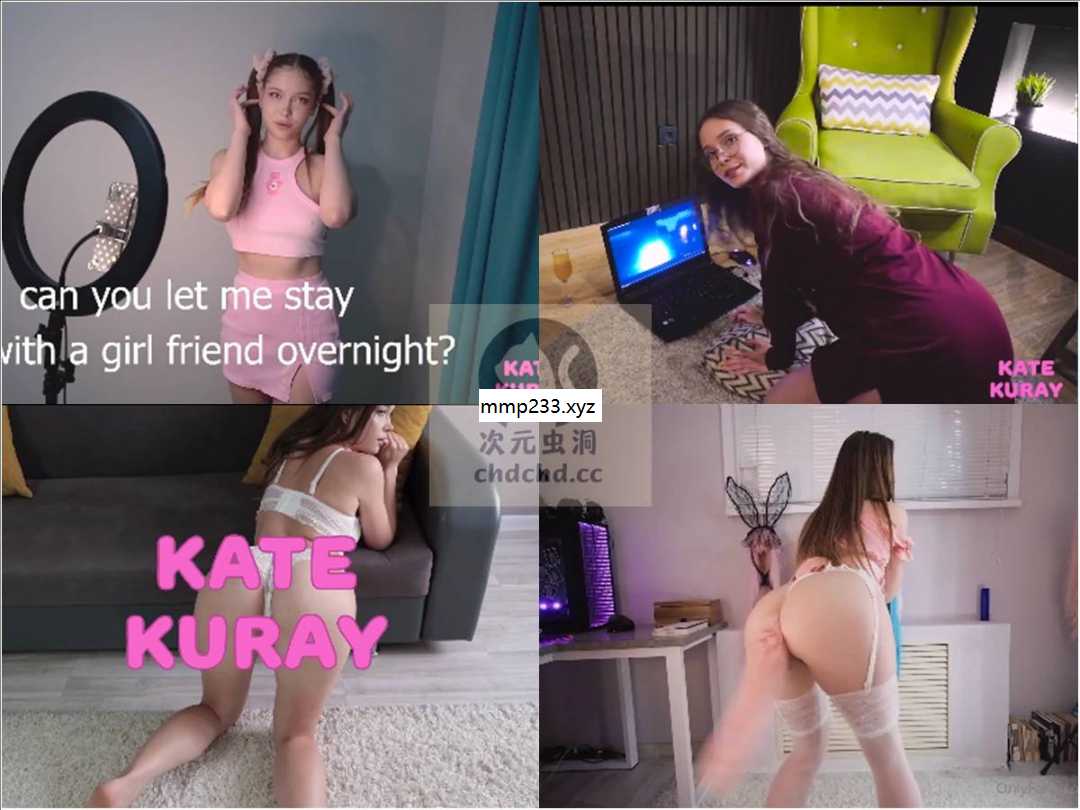 can you let me stay
with a girl friend overnight?
KATE
KURAY
mmp233.xyz
次元虫洞
chdchd.cc
KATE
KURAY